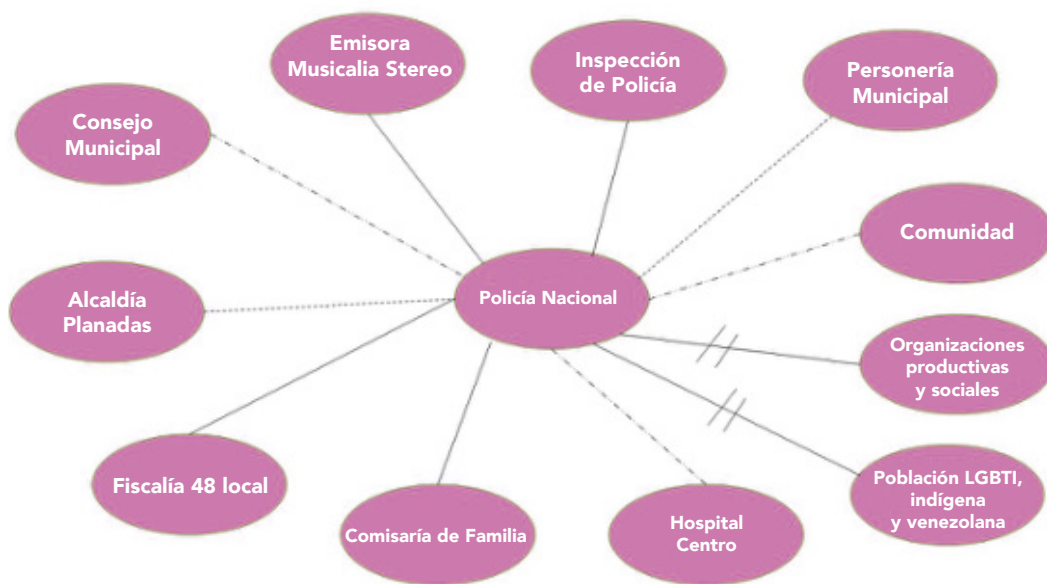 Emisora
Musicalia Stereo
Inspección
de Policía
Personería
Municipal
Consejo
Municipal
Comunidad
Policía Nacional
Alcaldía
Planadas
Organizaciones
productivas
y sociales
Fiscalía 48 local
Comisaría de Familia
Hospital
Centro
Población LGBTI,
indígena
y venezolana